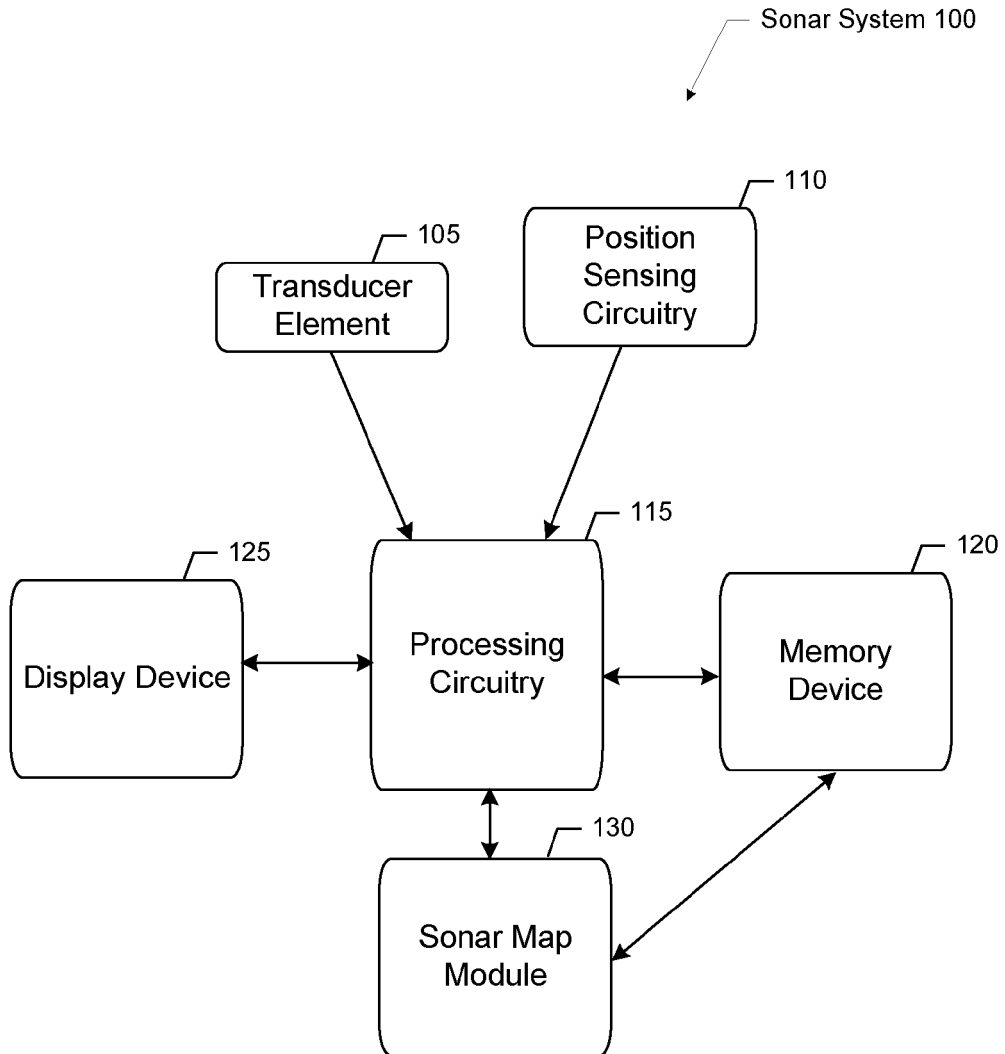 Sonar System 100
110
Position
Sensing
Circuitry
105
Transducer
Element
115
Processing
Circuitry
125
Display Device
120
Memory
Device
130
Sonar Map
Module